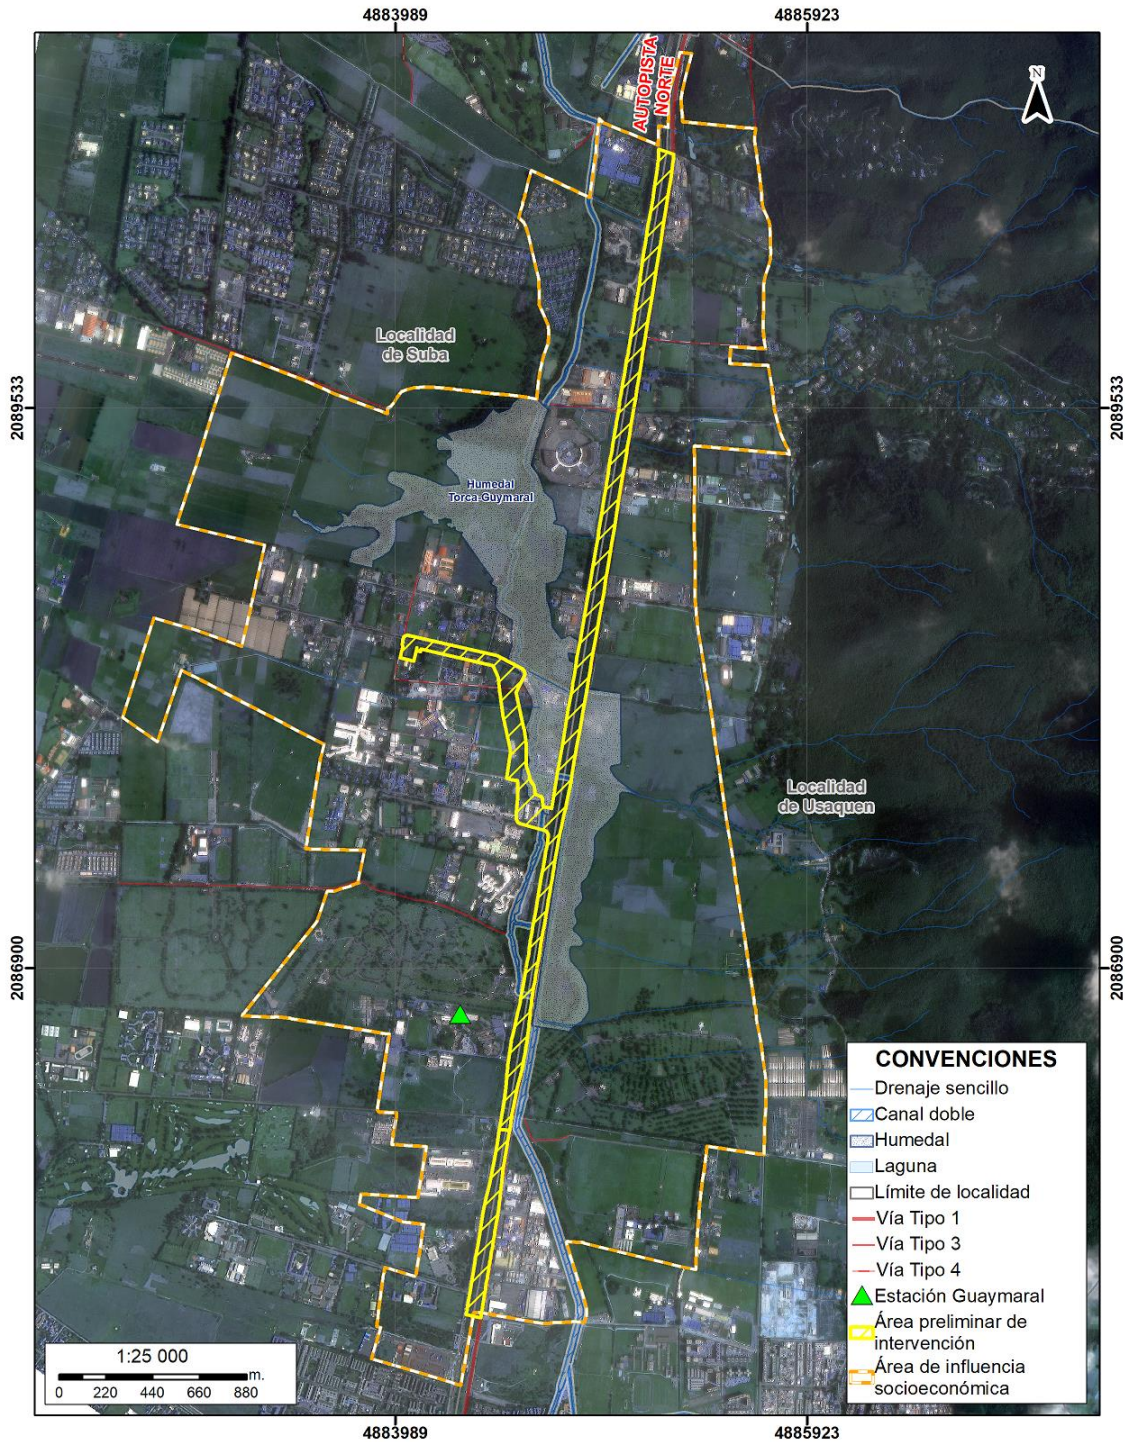 4883989
4885923
AUTOPISTA
NORTE
N
Localidad
de Suba
2089533
2089533
Humedal
Torca-Guymaral
Localidad
de Usaquen
2086900
2086900
CONVENCIONES
Drenaje sencillo
Canal doble
Humedal
Laguna
Límite de localidad
Vía Tipo 1
Vía Tipo 3
Vía Tipo 4
Estación Guaymaral
Área preliminar de
intervención
Área de influencia
socioeconómica
1:25 000
m.
0 220 440 660 880
4883989
4885923